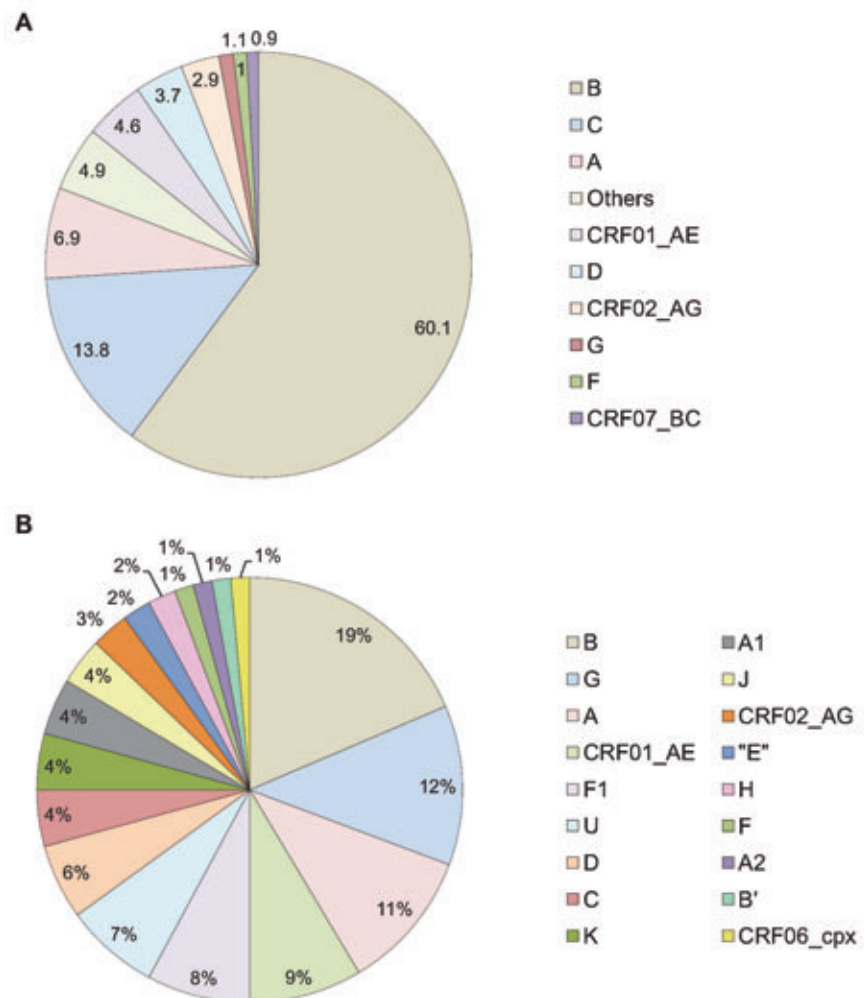 A
1.1 0.9
1
2.9
3.7
4.6
4.9
6.9
13.8
60.1
B
C
A
Others
CRF01_AE
D
CRF02_AG
G
F
CRF07_BC
B
1%
1%
2%
1%
1%
2%
3%
4%
4%
4%
4%
6%
7%
8%
9%
11%
12%
19%
B
G
A
CRF01_AE
F1
U
D
C
K
A1
J
CRF02_AG
"E"
H
F
A2
B'
CRF06_cpx